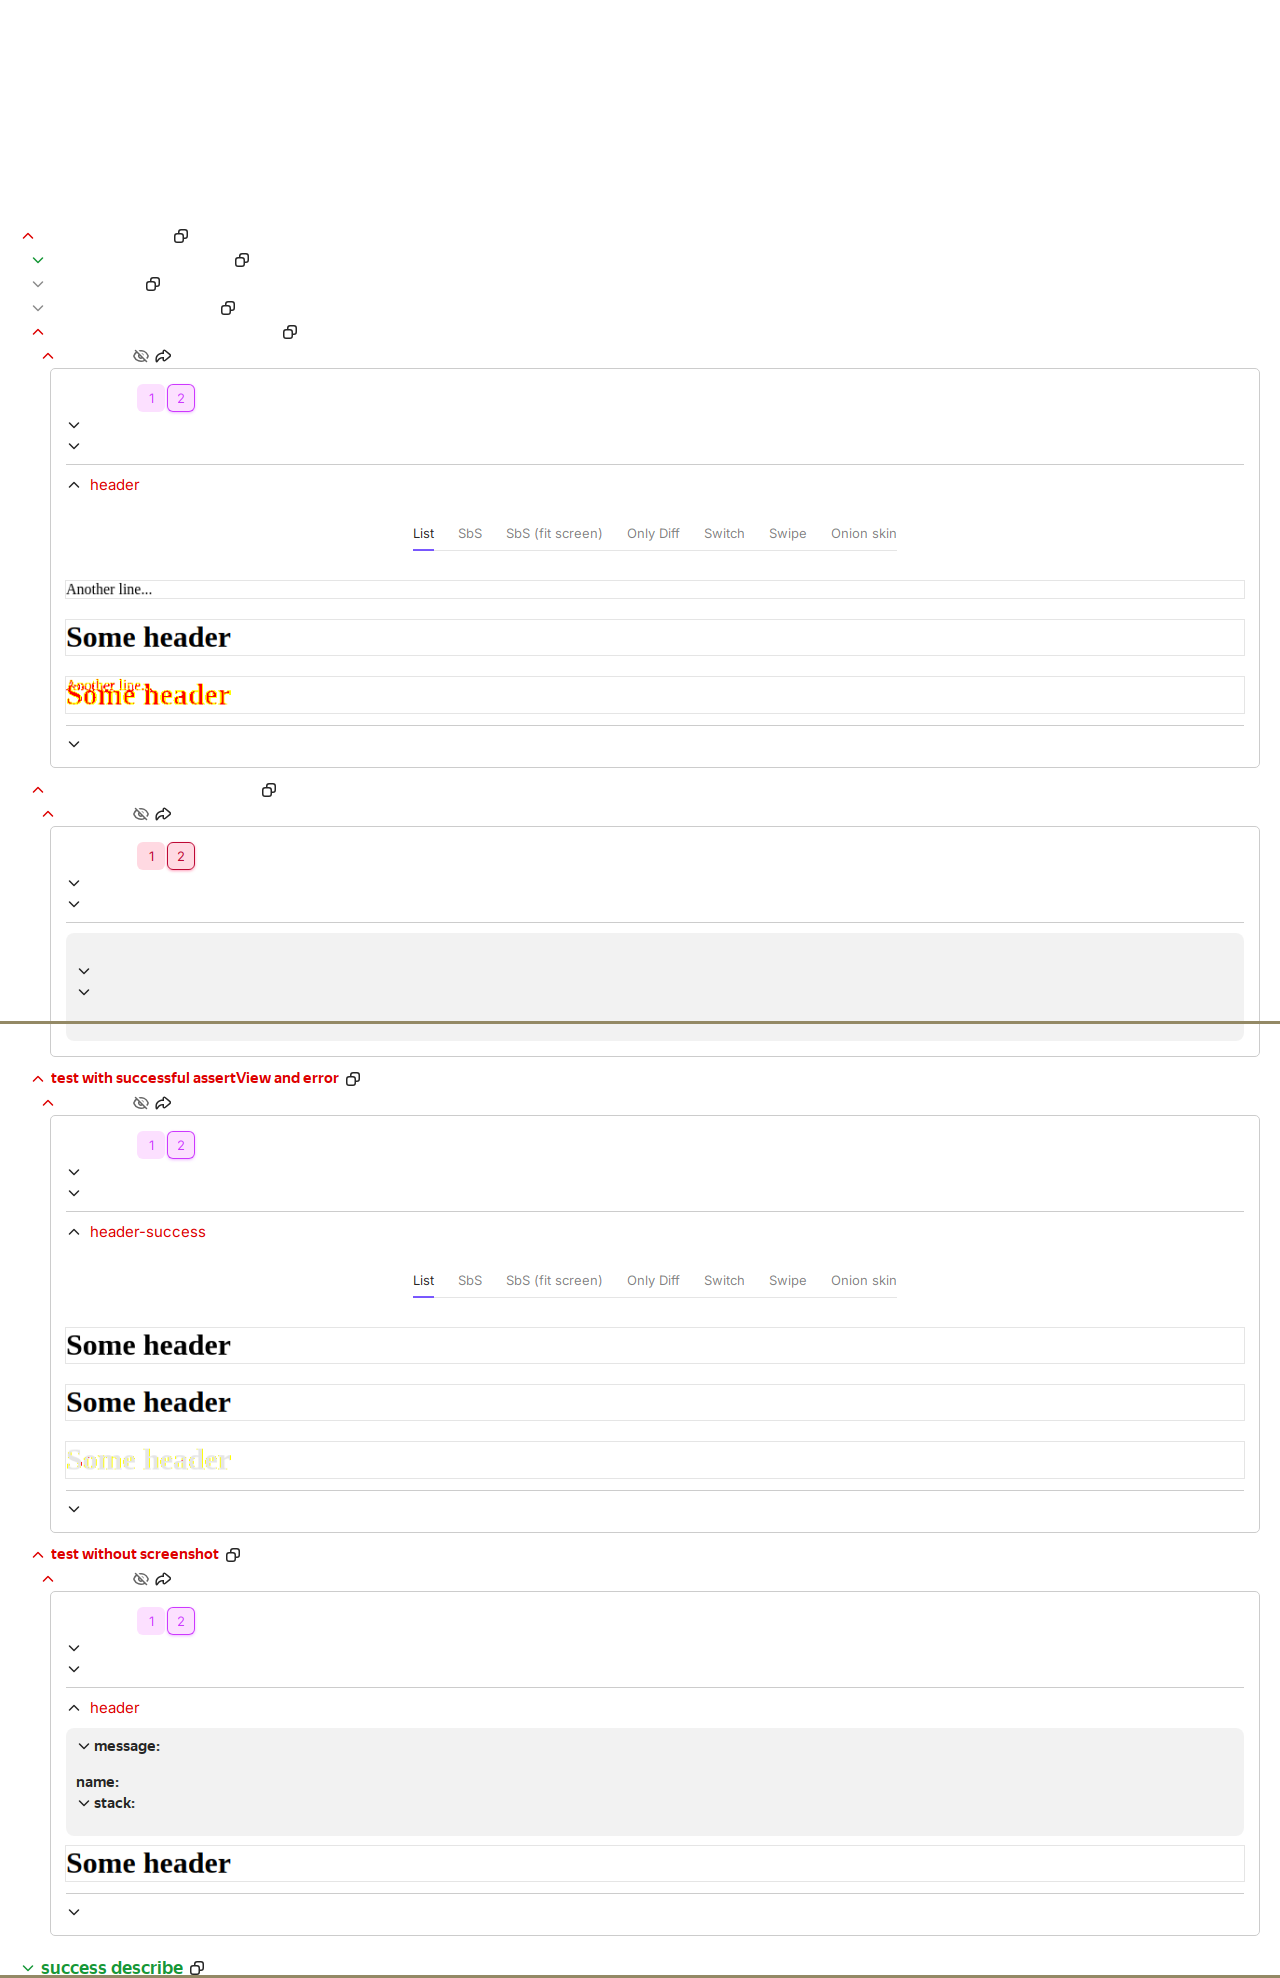 1 2
header
List SbS SbS (fit screen) Only Diff Switch Swipe Onion skin
Another line...
Some header
Another line...
Some header
1 2
test with successful assertView and error
1 2
header-success
List SbS SbS (fit screen) Only Diff Switch Swipe Onion skin
Some header
Some header
Some header
test without screenshot
1 2
header
message:
name:
stack:
Some header
success describe